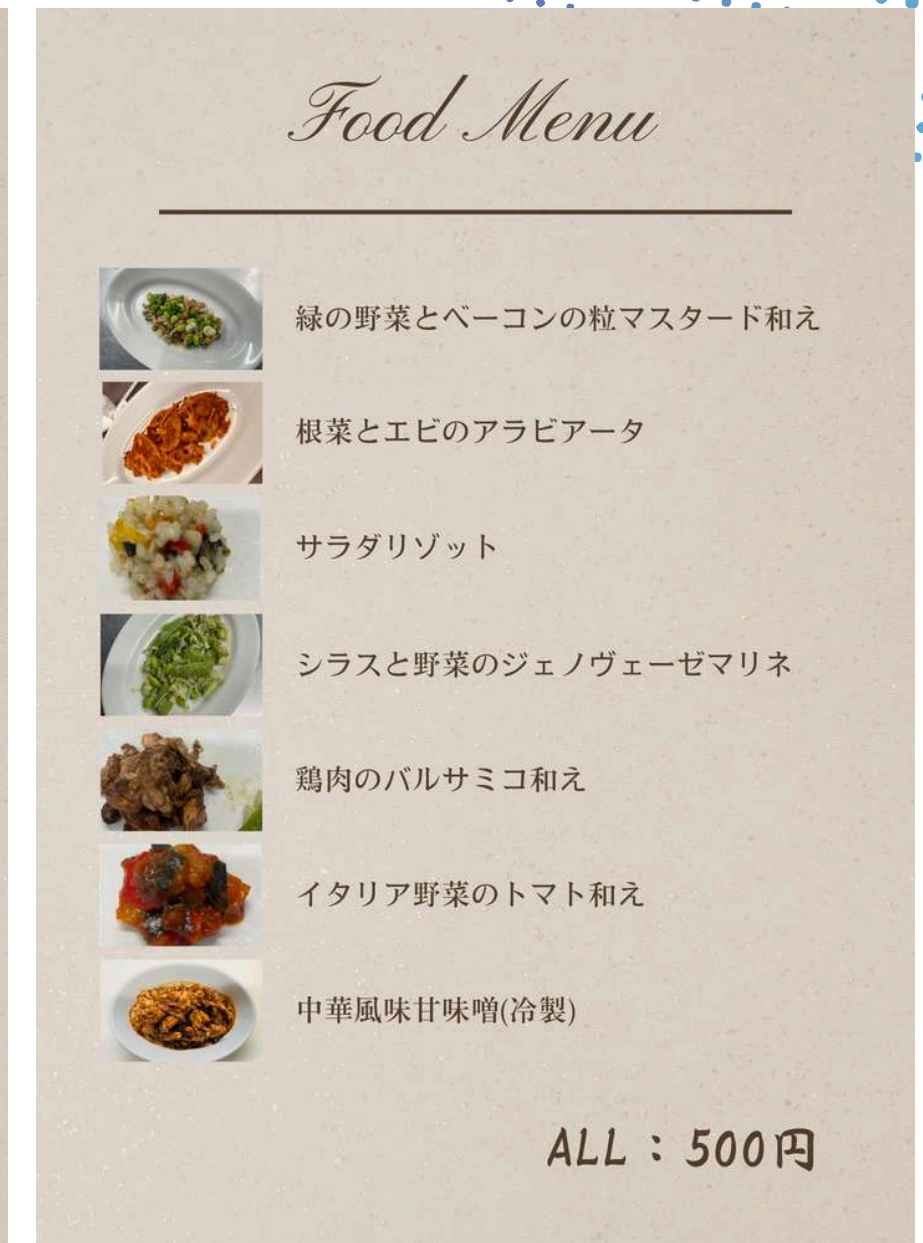 Food Menu
緑の野菜とベーコンの粒マスタード和え
根菜とエビのアラビアータ
サラダリゾット
シラスと野菜のジェノヴェーゼマリネ
鶏肉のバルサミコ和え
イタリア野菜のトマト和え
中華風味甘味噌(冷製)
ALL：500円